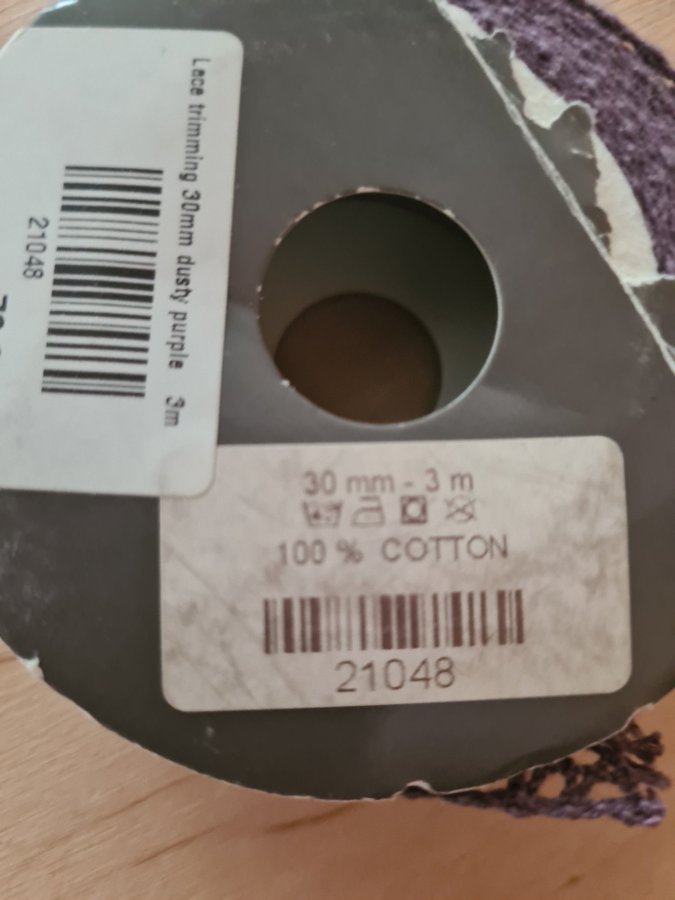 Lace trimming 30mm dusty purple 3m
21048
30 mm - 3 m
100 % COTTON
21048